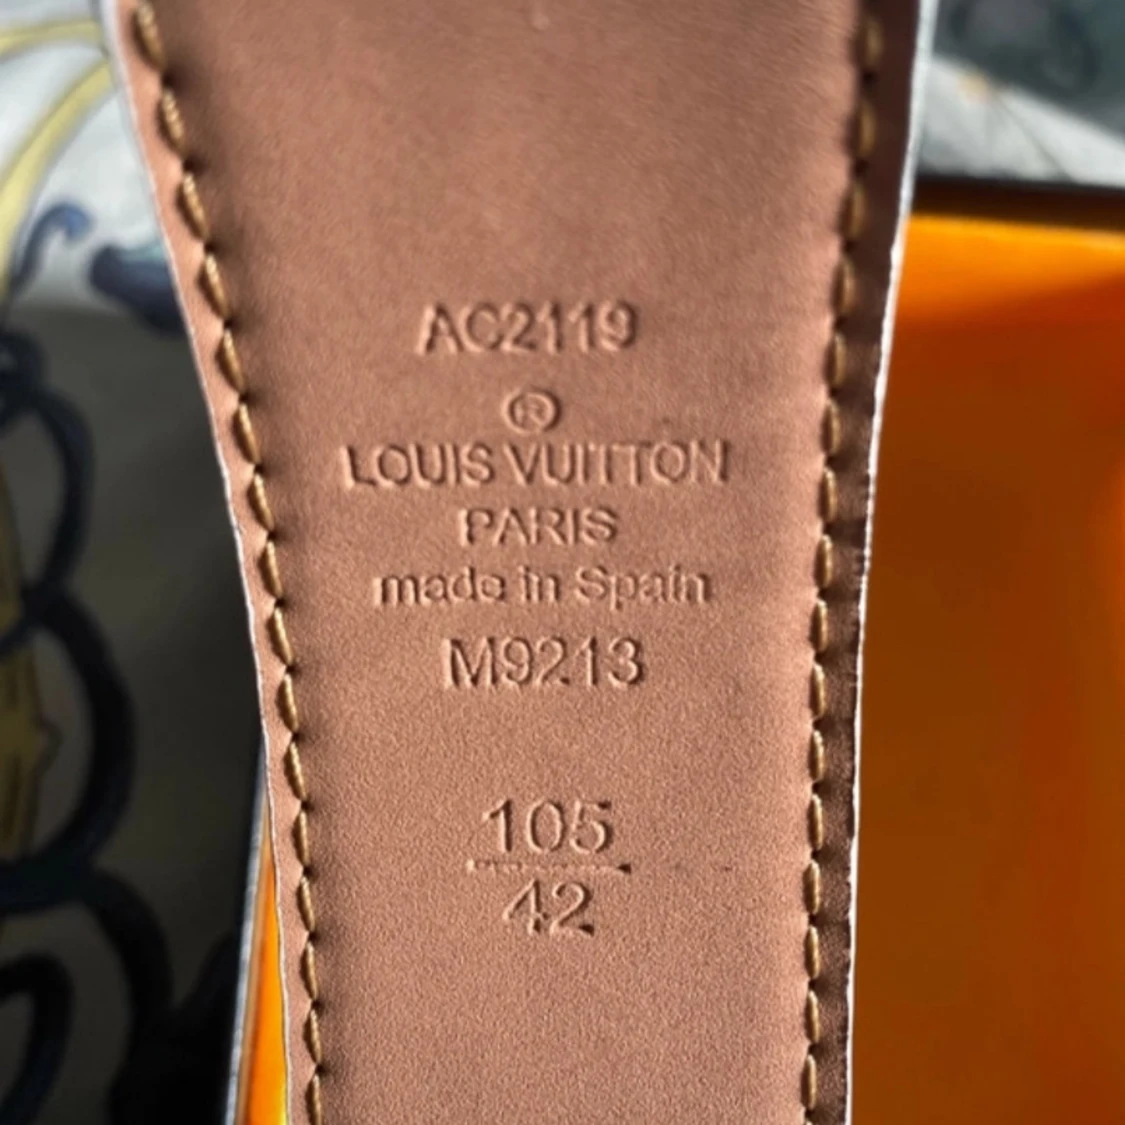 AC2119
®
LOUIS VUITTON
PARIS
made in Spain
M9213
105
42